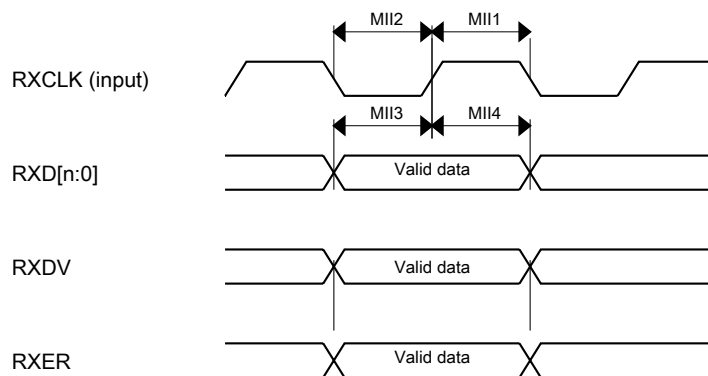 MII2 MII1
RXCLK (input)
MII3 MII4
RXD[n:0] Valid data
RXDV Valid data
RXER Valid data